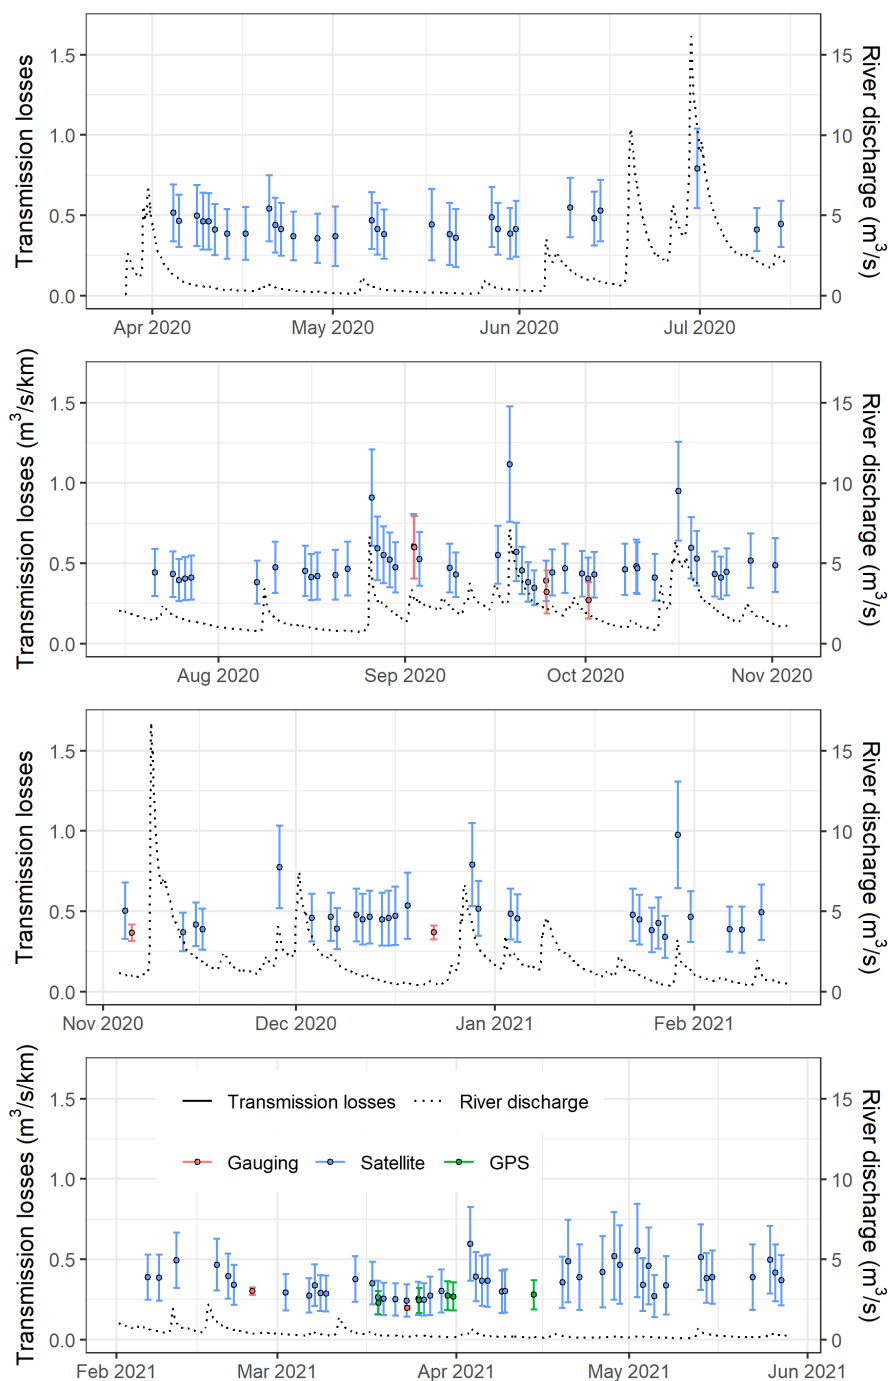 Transmission losses
1.5
1.0
0.5
0.0
15
10
5
0
River discharge (m³/s)
Apr 2020 May 2020 Jun 2020 Jul 2020
Transmission losses (m³/s/km)
1.5
1.0
0.5
0.0
15
10
5
0
River discharge (m³/s)
Aug 2020 Sep 2020 Oct 2020 Nov 2020
Transmission losses
1.5
1.0
0.5
0.0
15
10
5
0
River discharge (m³/s)
Nov 2020 Dec 2020 Jan 2021 Feb 2021
Transmission losses (m³/s/km)
1.5
1.0
0.5
0.0
Transmission losses River discharge
Gauging Satellite GPS
15
10
5
0
River discharge (m³/s)
Feb 2021 Mar 2021 Apr 2021 May 2021 Jun 2021